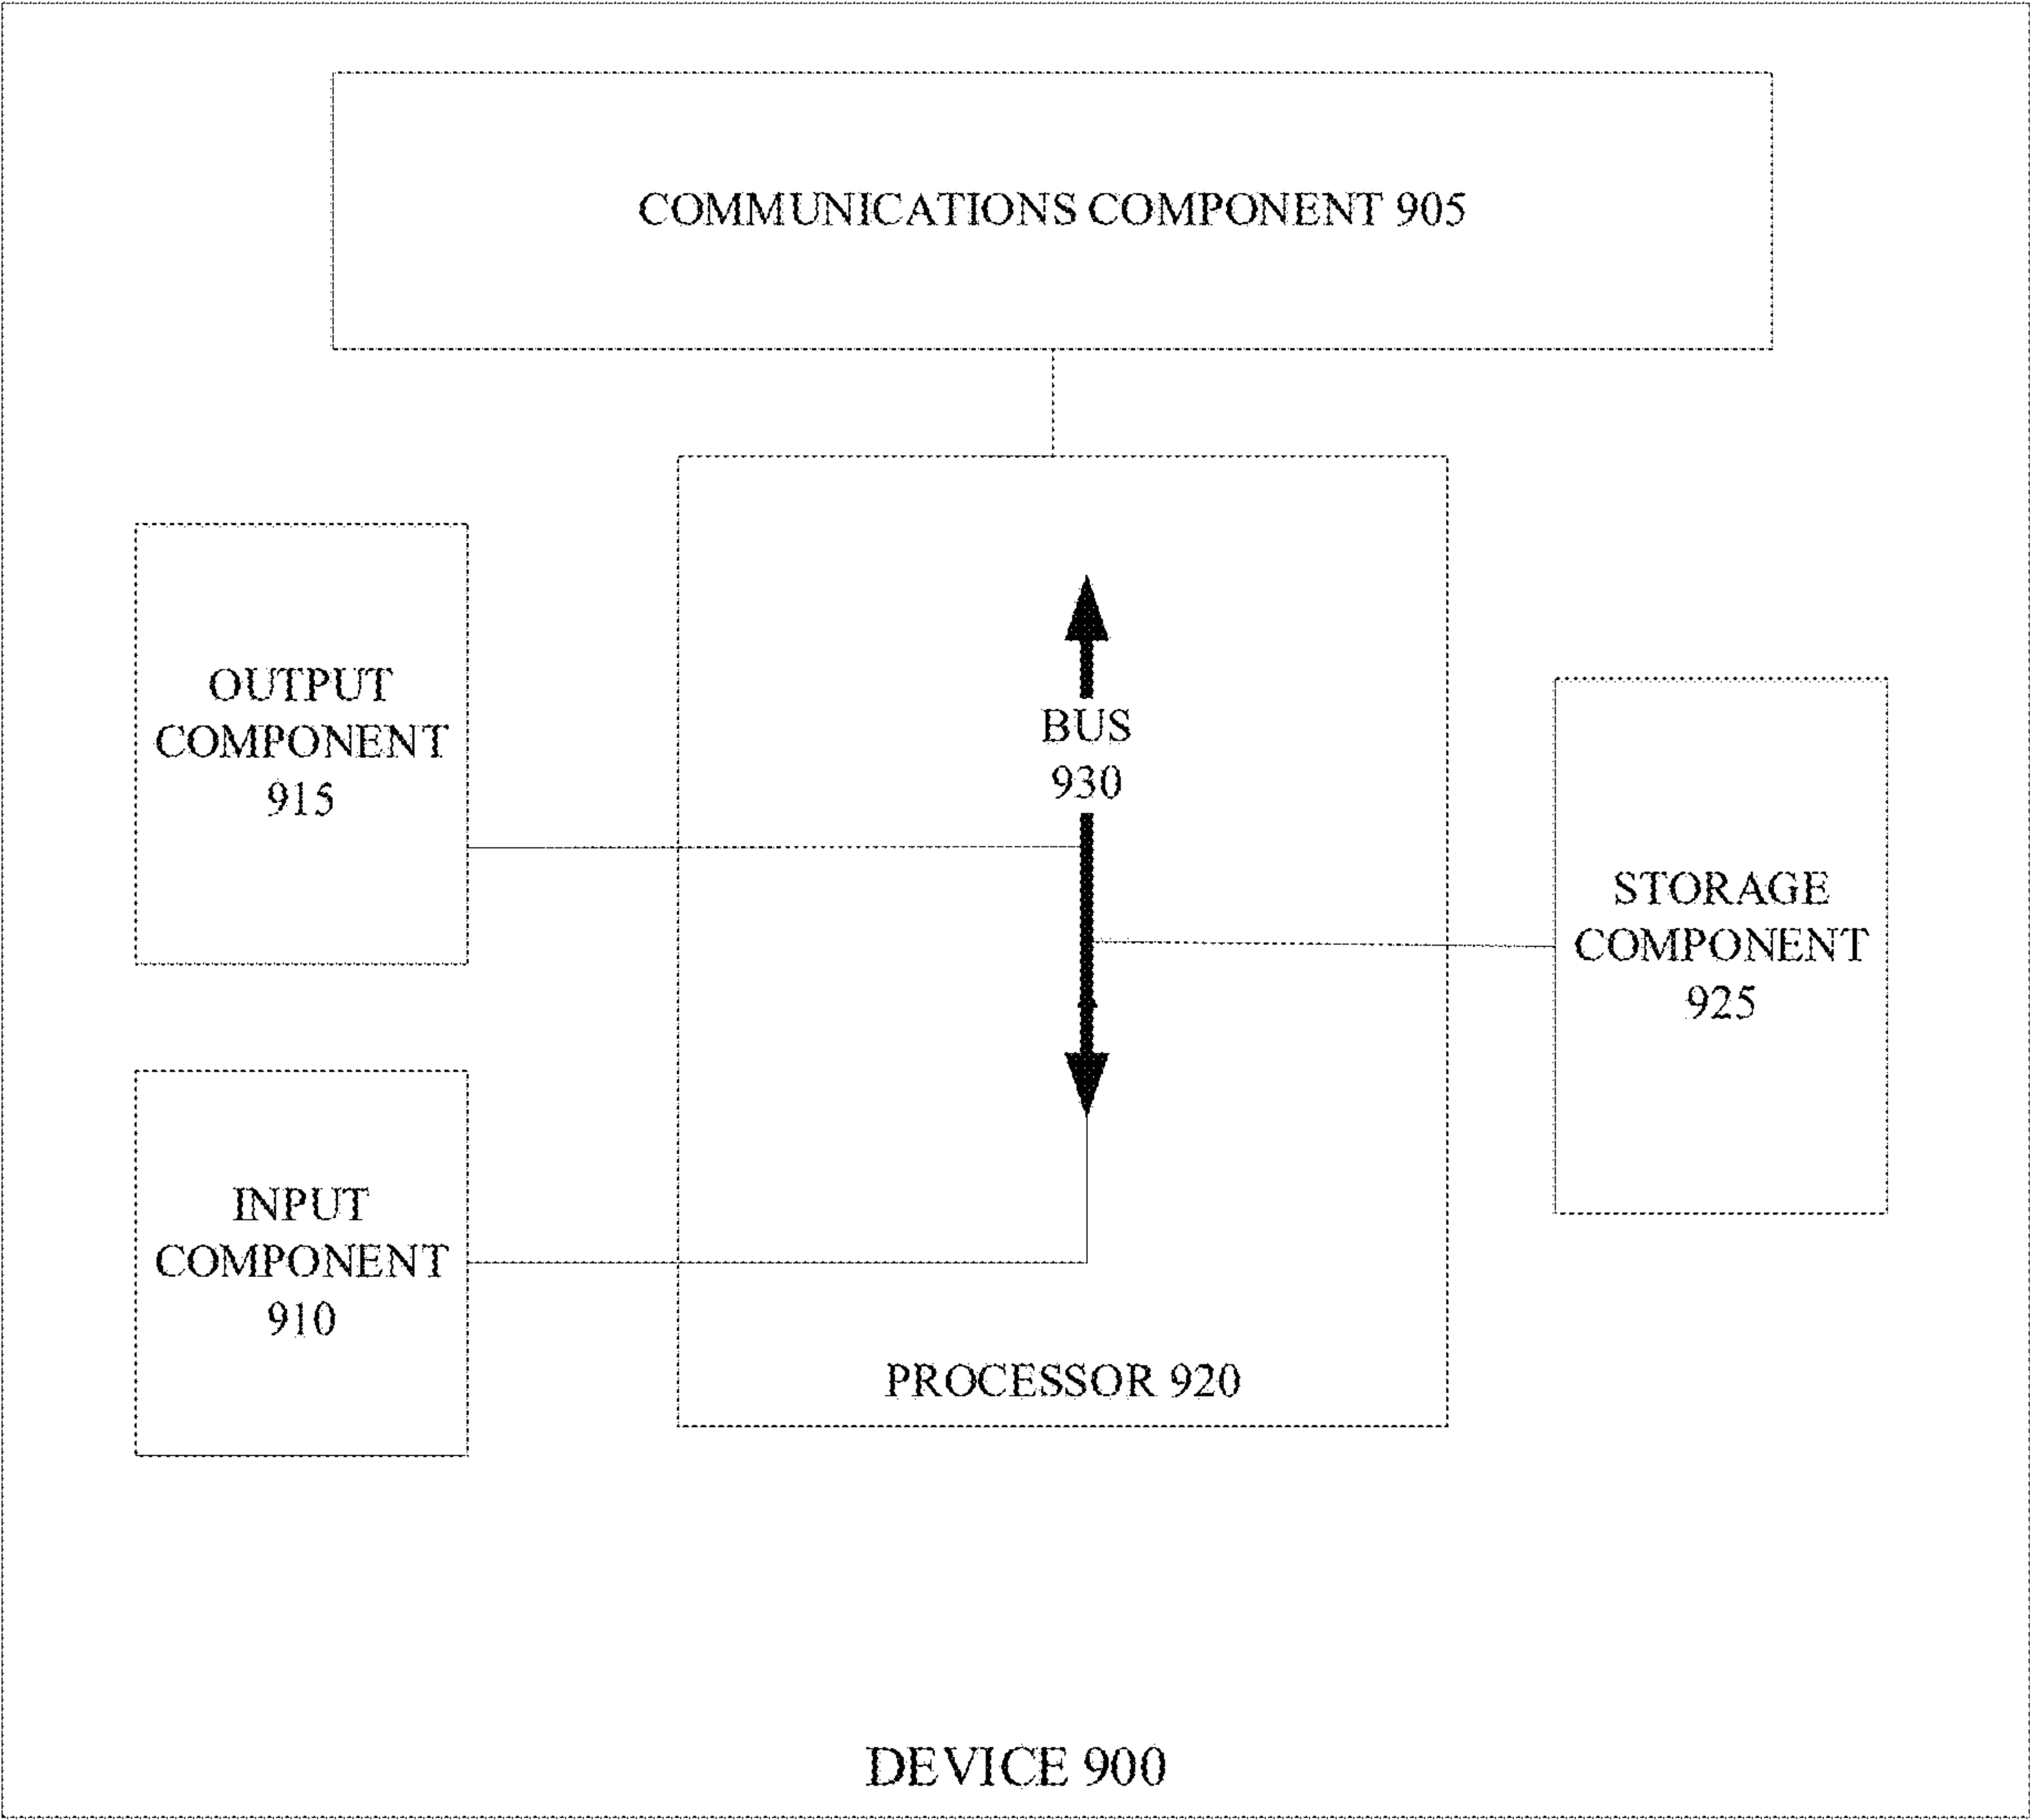 COMMUNICATIONS COMPONENT 905
OUTPUT
COMPONENT
915
BUS
930
STORAGE
COMPONENT
925
INPUT
COMPONENT
910
PROCESSOR 920
DEVICE 900